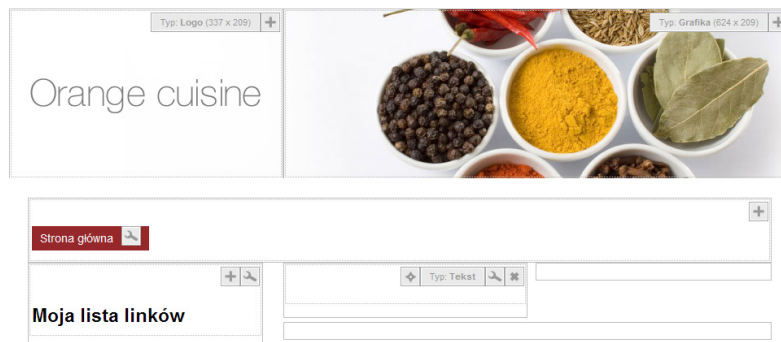 Typ: Logo (337 x 209)
Typ: Grafika (624 x 209)
Orange cuisine
Strona główna
Typ: Tekst
Moja lista linków